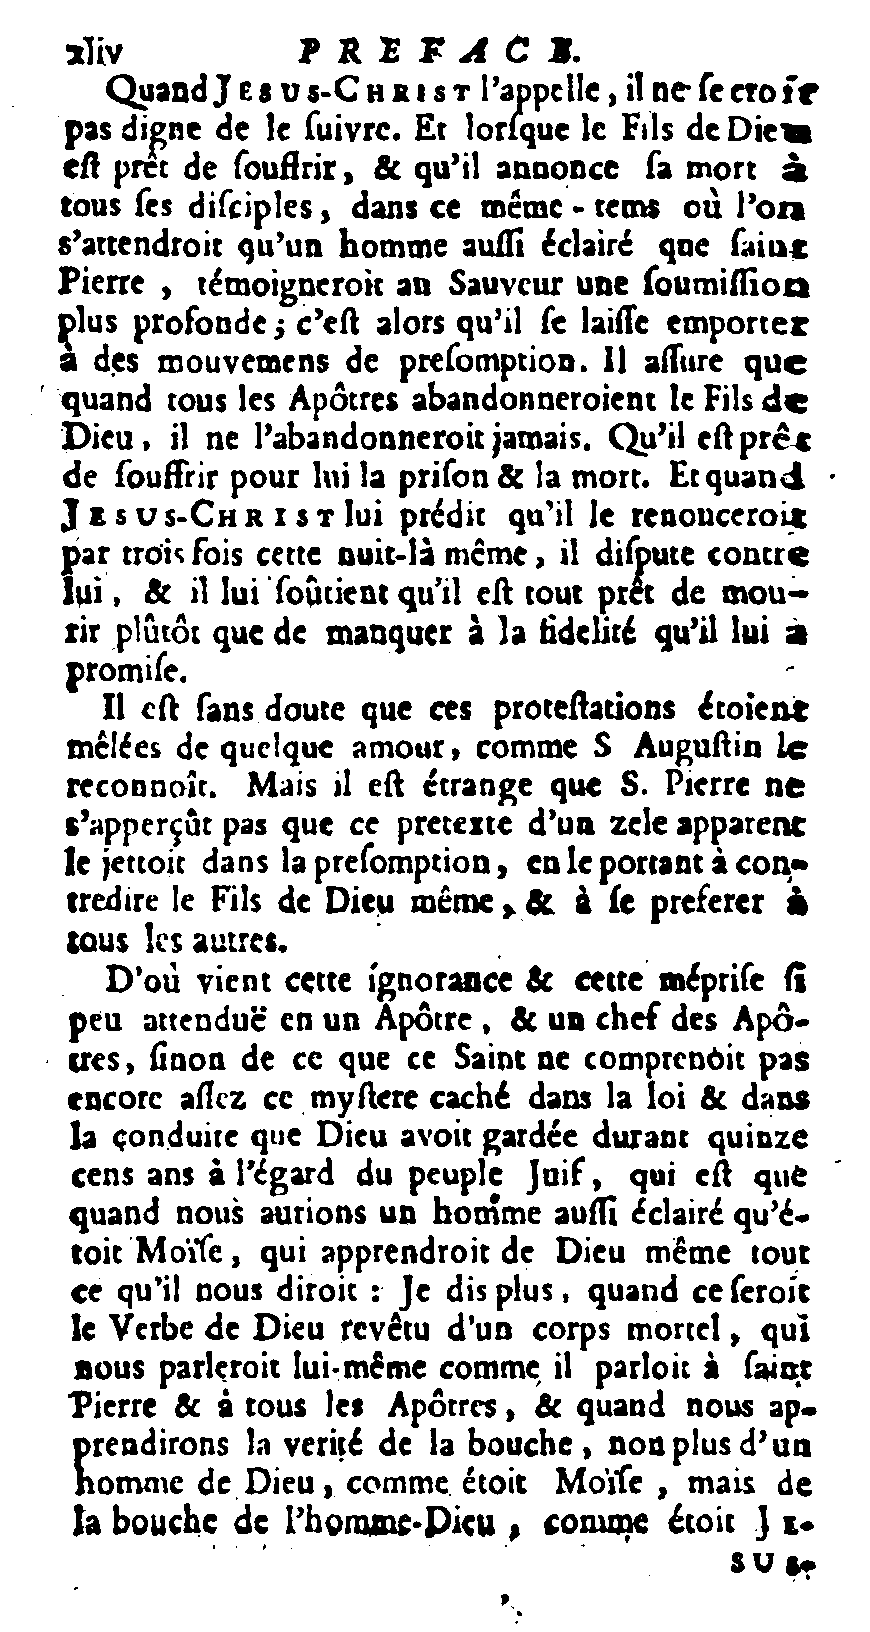 xliv PREFACE.
Quand JESUS-CHRIST l'appelle, il ne ſe croit
pas digne de le ſuivre. Et lorſque le Fils de Dieu
eſt prêt de ſouffrir, & qu'il annonce ſa mort à
tous ſes diſciples, dans ce même-tems où l'on
s'attendroit qu'un homme auſſi éclairé que ſaint
Pierre, témoigneroit au Sauveur une ſoumiſſion
plus profonde; c'eſt alors qu'il ſe laiſſe emporter
à des mouvemens de preſomption. Il aſſure que
quand tous les Apôtres abandonneroient le Fils de
Dieu, il ne l'abandonneroit jamais. Qu'il eſt prêt
de ſouffrir pour lui la priſon & la mort. Et quand
JESUS-CHRIST lui prédit qu'il le renonceroit
par trois fois cette nuit-là même, il diſpute contre
lui, & il lui ſoûtient qu'il eſt tout prêt de mou-
rir plûtôt que de manquer à la fidelité qu'il lui a
promiſe.
Il eſt ſans doute que ces proteſtations étoient
mêlées de quelque amour, comme S Auguſtin le
reconnoît. Mais il eſt étrange que S. Pierre ne
s'apperçût pas que ce pretexte d'un zele apparent
le jettoit dans la preſomption, en le portant à con-
tredire le Fils de Dieu même, & à ſe preferer à
tous les autres.
D'où vient cette ignorance & cette mépriſe ſi
peu attenduë en un Apôtre, & un chef des Apô-
tres, ſinon de ce que ce Saint ne comprenoit pas
encore aſſez ce myſtere caché dans la loi & dans
la conduite que Dieu avoit gardée durant quinze
cens ans à l'égard du peuple Juif, qui eſt que
quand nous aurions un homme auſſi éclairé qu'é-
toit Moïſe, qui apprendroit de Dieu même tout
ce qu'il nous diroit : Je dis plus, quand ce ſeroit
le Verbe de Dieu revêtu d'un corps mortel, qui
nous parleroit lui-même comme il parloit à ſaint
Pierre & à tous les Apôtres, & quand nous ap-
prendirons la verité de la bouche, non plus d'un
homme de Dieu, comme étoit Moïſe, mais de
la bouche de l'homme-Dieu, comme étoit JE-
SUS-